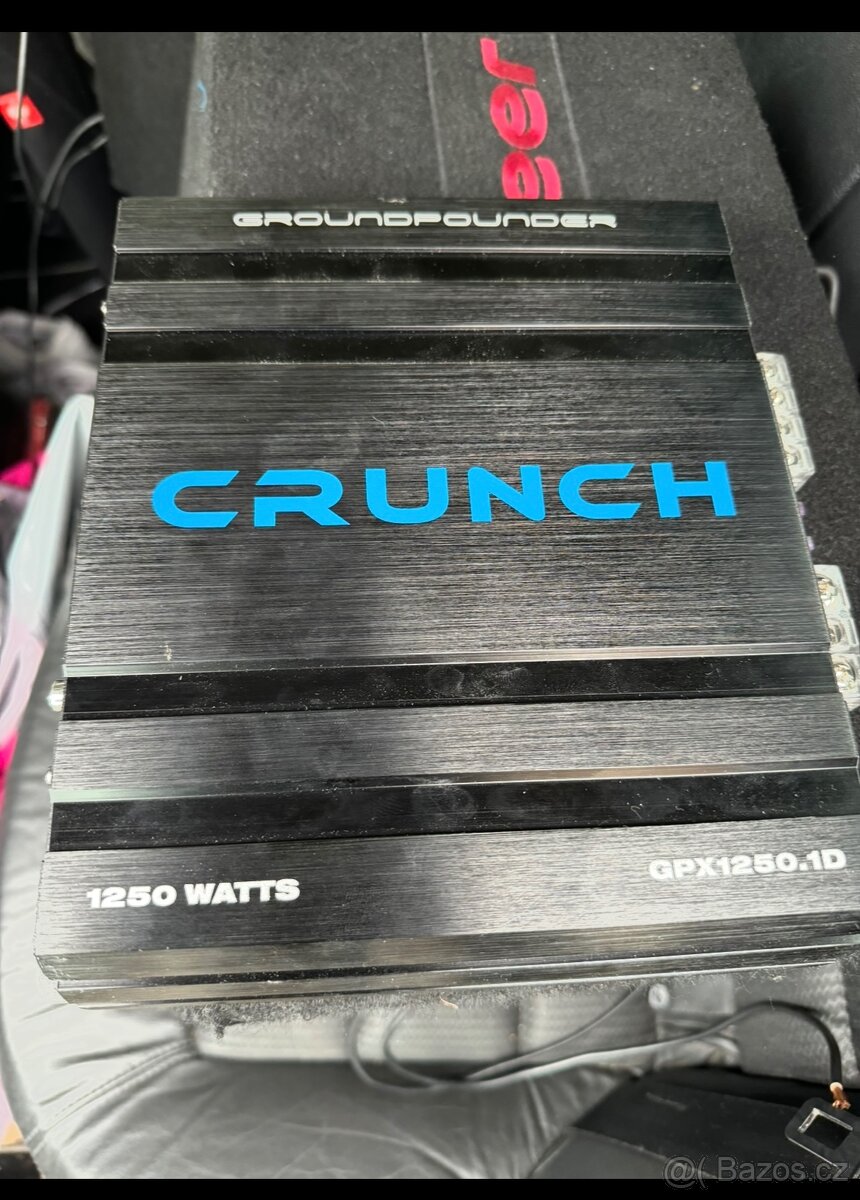 GROUNDPOUNDER
CRUNCH
1250 WATTS
GPX1250.1D
Bazos.cz